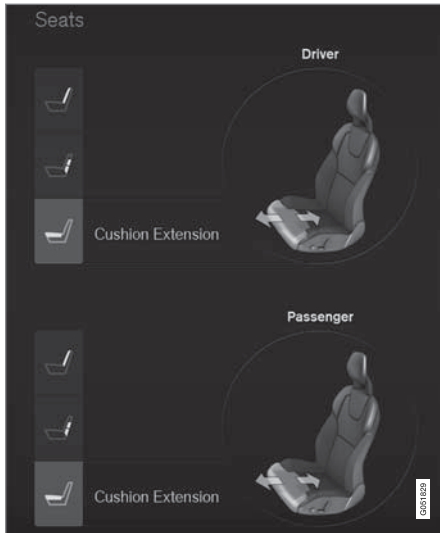 Seats
Driver
Cushion Extension
Passenger
Cushion Extension
G051829